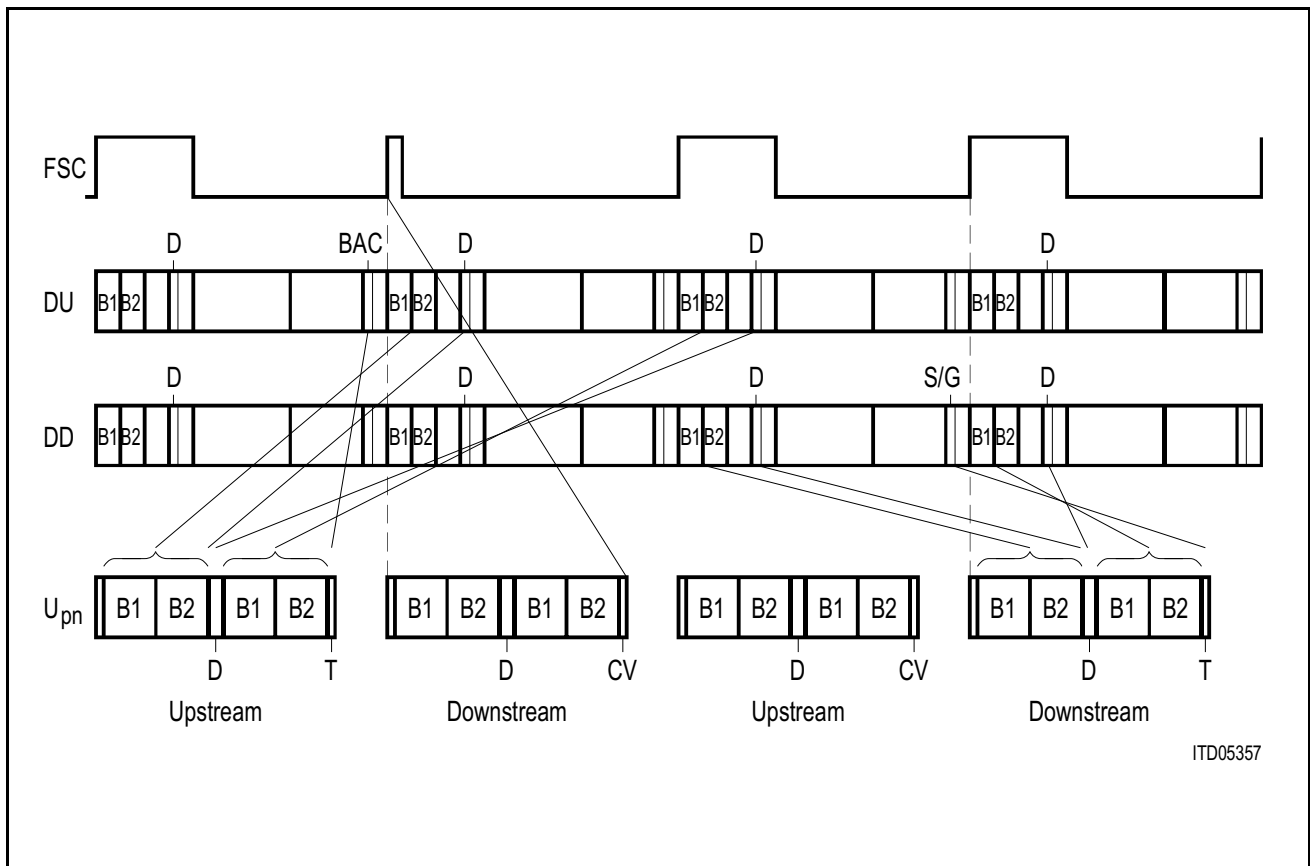 FSC
D BAC D D D
DU B1 B2 B1 B2 B1 B2 B1 B2
D D D S/G D
DD B1 B2 B1 B2 B1 B2 B1 B2
Upn B1 B2 B1 B2 B1 B2 B1 B2 B1 B2 B1 B2 B1 B2 B1 B2
D T D CV D CV D T
Upstream Downstream Upstream Downstream
ITD05357